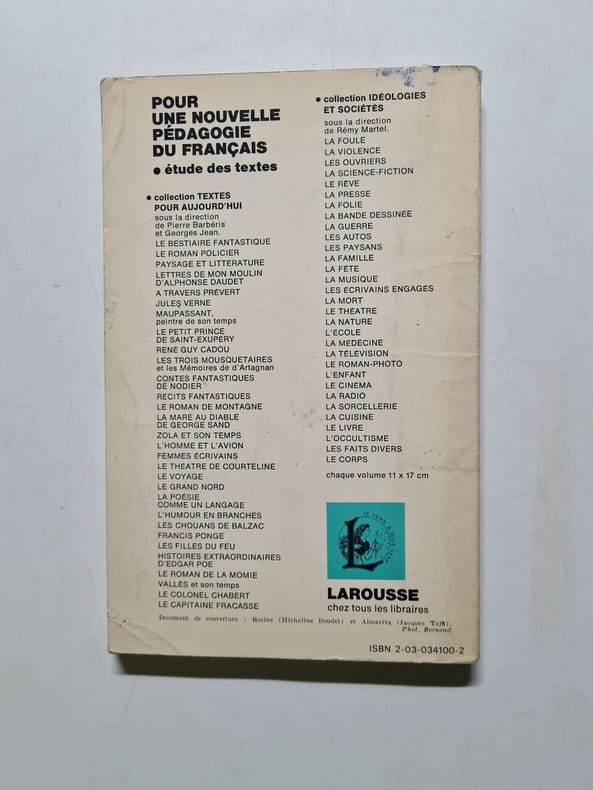 POUR
UNE NOUVELLE
PÉDAGOGIE
DU FRANÇAIS
● étude des textes
● collection TEXTES
POUR AUJOURD'HUI
sous la direction
de Pierre Barbéris
et Georges Jean.
LE BESTIAIRE FANTASTIQUE
LE ROMAN POLICIER
PAYSAGE ET LITTÉRATURE
LETTRES DE MON MOULIN
D'ALPHONSE DAUDET
A TRAVERS PRÉVERT
JULES VERNE
MAUPASSANT,
peintre de son temps
LE PETIT PRINCE
DE SAINT-EXUPÉRY
RENÉ GUY CADOU
LES TROIS MOUSQUETAIRES
et les Mémoires de d'Artagnan
CONTES FANTASTIQUES
DE NODIER
RÉCITS FANTASTIQUES
LE ROMAN DE MONTAGNE
LA MARE AU DIABLE
DE GEORGE SAND
ZOLA ET SON TEMPS
L'HOMME ET L'AVION
FEMMES ÉCRIVAINS
LE THÉATRE DE COURTELINE
LE VOYAGE
LE GRAND NORD
LA POÉSIE
COMME UN LANGAGE
L'HUMOUR EN BRANCHES
LES CHOUANS DE BALZAC
FRANCIS PONGE
LES FILLES DU FEU
HISTOIRES EXTRAORDINAIRES
D'EDGAR POE
LE ROMAN DE LA MOMIE
VALLÈS et son temps
LE COLONEL CHABERT
LE CAPITAINE FRACASSE
● collection IDÉOLOGIES
ET SOCIÉTÉS
sous la direction
de Rémy Martel.
LA FOULE
LA VIOLENCE
LES OUVRIERS
LA SCIENCE-FICTION
LE RÊVE
LA PRESSE
LA FOLIE
LA BANDE DESSINÉE
LA GUERRE
LES AUTOS
LES PAYSANS
LA FAMILLE
LA FÊTE
LA MUSIQUE
LES ÉCRIVAINS ENGAGÉS
LA MORT
LE THÉATRE
LA NATURE
L'ÉCOLE
LA MÉDECINE
LA TÉLÉVISION
LE ROMAN-PHOTO
L'ENFANT
LE CINÉMA
LA RADIO
LA SORCELLERIE
LA CUISINE
LE LIVRE
L'OCCULTISME
LES FAITS DIVERS
LE CORPS
chaque volume 11 x 17 cm
JE SÈME A TOUT VENT
L
LAROUSSE
chez tous les libraires
Document de couverture : Rosine (Micheline Boudet) et Almaviva (Jacques Toja).
Phot. Bernand.
ISBN 2-03-034100-2